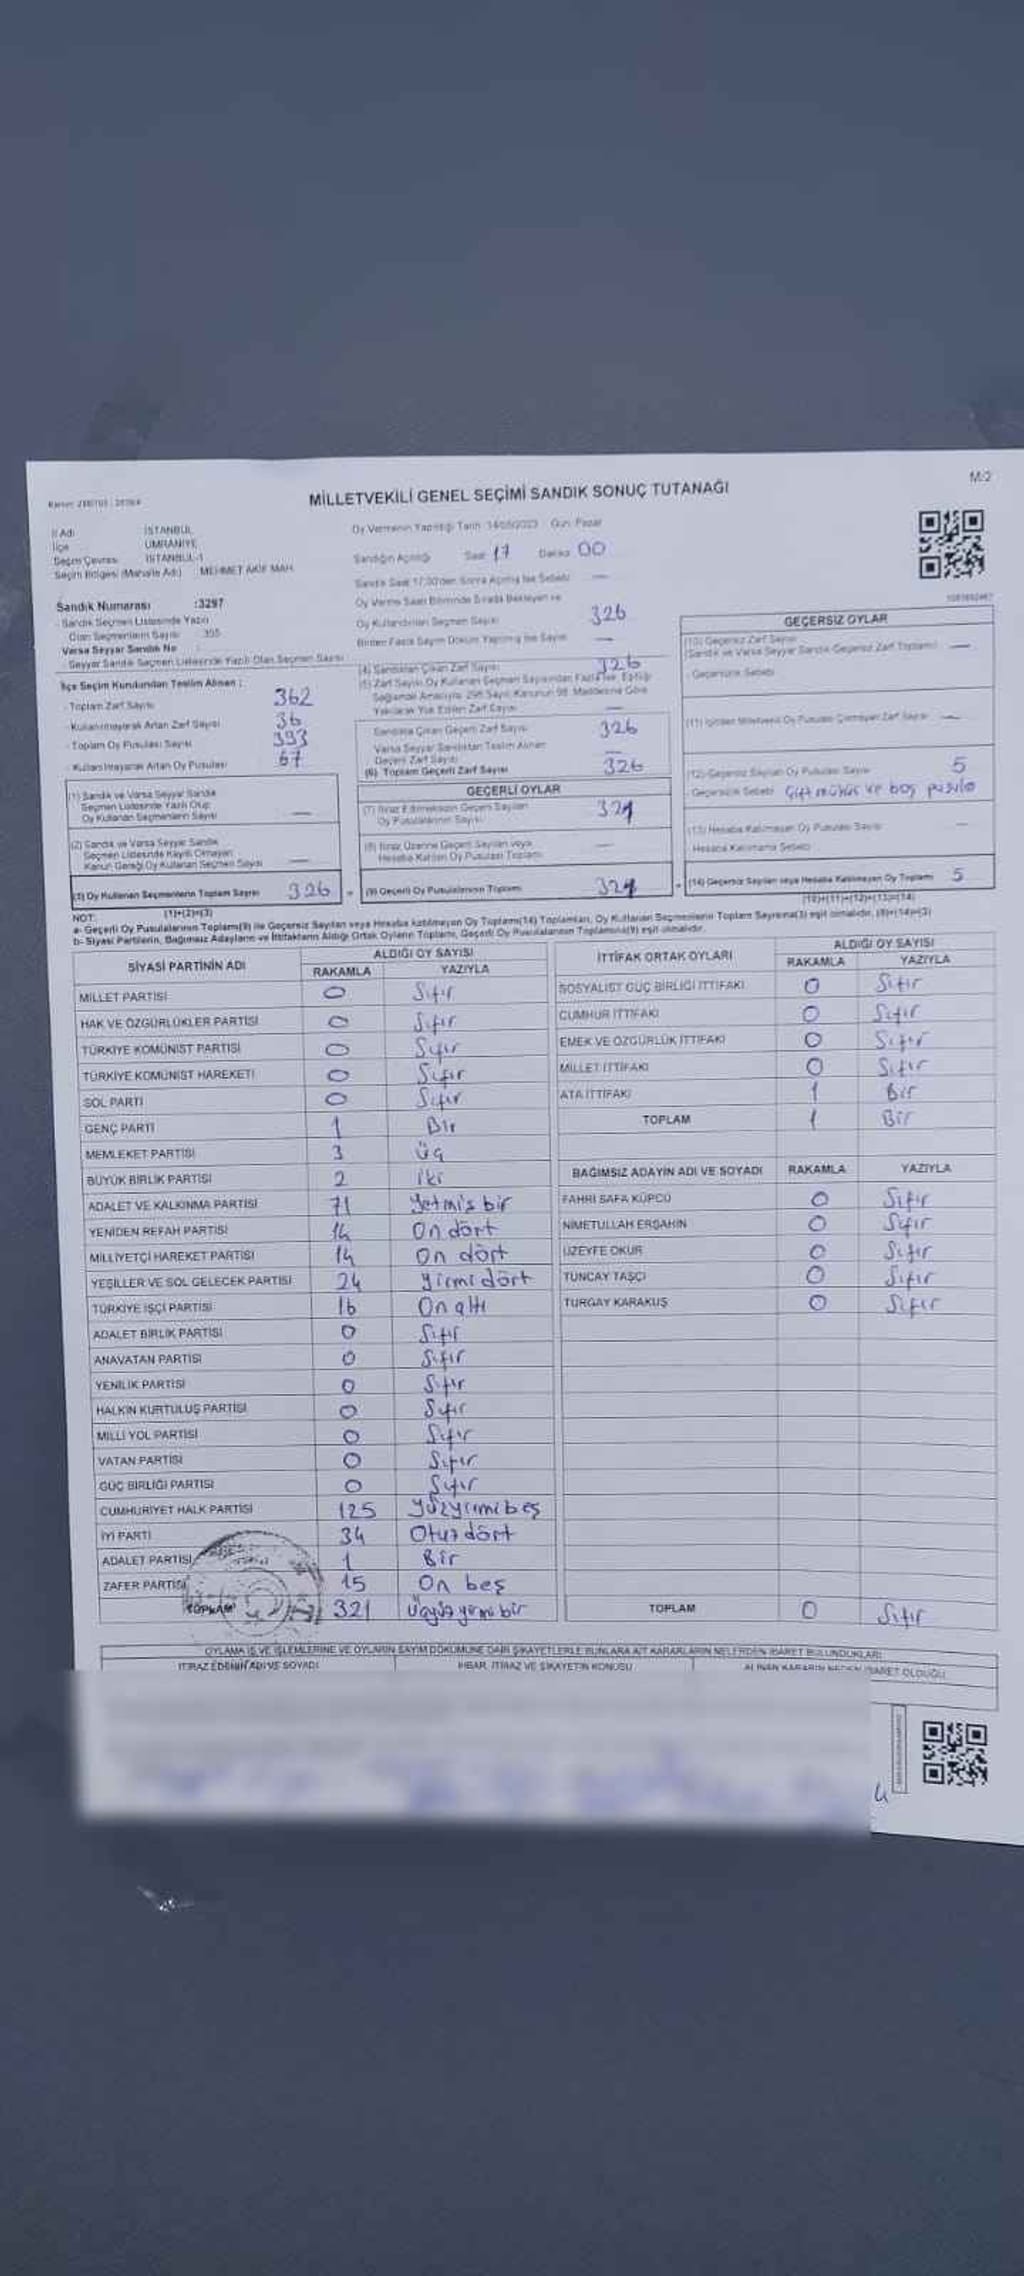 M-2
MİLLETVEKİLİ GENEL SEÇİMİ SANDIK SONUÇ TUTANAĞI
İl Adı İSTANBUL
İlçe ÜMRANİYE
Seçim Çevresi İSTANBUL-1
Seçim Bölgesi (Mahalle Adı) MEHMET AKİF MAH.
Oy Vermenin Yapıldığı Tarih: 14/05/2023 Gün: Pazar
Sandığın Açılış Saat 17 Dakika 00
Sandık Saat 17:00'den Sonra Açılmış İse Sebebi —
Sandık Numarası :3297
Sandık Seçmen Listesinde Yazılı
Olan Seçmenlerin Sayısı
Varsa Seyyar Sandık No
Seyyar Sandık Seçmen Listesinde Yazılı Olan Seçmen Sayısı
Oy Verme Saati Bitiminde Sırada Bekleyen ve
Oy Kullandırılan Seçmen Sayısı 326
Birden Fazla Sayım Döküm Yapılmış İse Sayısı —
İlçe Seçim Kurulundan Teslim Alınan :
- Toplam Zarf Sayısı 362
- Kullanılmayarak Artan Zarf Sayısı 36
- Toplam Oy Pusulası Sayısı 393
- Kullanılmayarak Artan Oy Pusulası 67
(1) Sandık ve Varsa Seyyar Sandık
Seçmen Listesinde Yazılı Olup
Oy Kullanan Seçmenlerin Sayısı —
(2) Sandık ve Varsa Seyyar Sandık
Seçmen Listesinde Kayıtlı Olmayan
Kanun Gereği Oy Kullanan Seçmen Sayısı —
(3) Oy Kullanan Seçmenlerin Toplam Sayısı 326
(1)+(2)=(3)
(4) Sandıktan Çıkan Zarf Sayısı 326
(5) Zarf Sayısı Oy Kullanan Seçmen Sayısından Fazla İse, Eşitliği
Sağlamak Amacıyla 298 Sayılı Kanunun 98. Maddesine Göre
Yakılarak Yok Edilen Zarf Sayısı —
Sandıkta Çıkan Geçerli Zarf Sayısı 326
Varsa Seyyar Sandıktan Teslim Alınan
Geçerli Zarf Sayısı —
(6) Toplam Geçerli Zarf Sayısı 326
GEÇERLİ OYLAR
(7) İtiraz Edilmeksizin Geçerli Sayılan
Oy Pusulalarının Sayısı 321
(8) İtiraz Üzerine Geçerli Sayılan veya
Hesaba Katılan Oy Pusulası Toplamı —
(9) Geçerli Oy Pusulalarının Toplamı 321
GEÇERSİZ OYLAR
(10) Geçersiz Zarf Sayısı
(Sandık ve Varsa Seyyar Sandık Geçersiz Zarf Toplamı) —
- Geçersizlik Sebebi
(11) İçinden Milletvekili Oy Pusulası Çıkmayan Zarf Sayısı —
(12) Geçersiz Sayılan Oy Pusulası Sayısı 5
- Geçersizlik Sebebi Çift mühür ve boş pusula
(13) Hesaba Katılmayan Oy Pusulası Sayısı —
Hesaba Katılmama Sebebi
(14) Geçersiz Sayılan veya Hesaba Katılmayan Oy Toplamı 5
(10)+(11)+(12)+(13)=(14)
NOT:
a- Geçerli Oy Pusulalarının Toplamı(9) ile Geçersiz Sayılan veya Hesaba katılmayan Oy Toplamı(14) Toplamları, Oy Kullanan Seçmenlerin Toplam Sayısına(3) eşit olmalıdır. (9)+(14)=(3)
b- Siyasi Partilerin, Bağımsız Adayların ve İttifakların Aldığı Ortak Oyların Toplamı, Geçerli Oy Pusulalarının Toplamına(9) eşit olmalıdır.
SİYASİ PARTİNİN ADI ALDIĞI OY SAYISI
RAKAMLA YAZIYLA
MİLLET PARTİSİ 0 Sıfır
HAK VE ÖZGÜRLÜKLER PARTİSİ 0 Sıfır
TÜRKİYE KOMÜNİST PARTİSİ 0 Sıfır
TÜRKİYE KOMÜNİST HAREKETİ 0 Sıfır
SOL PARTİ 0 Sıfır
GENÇ PARTİ 1 Bir
MEMLEKET PARTİSİ 3 Üç
BÜYÜK BİRLİK PARTİSİ 2 iki
ADALET VE KALKINMA PARTİSİ 71 Yetmiş bir
YENİDEN REFAH PARTİSİ 14 On dört
MİLLİYETÇİ HAREKET PARTİSİ 14 On dört
YEŞİLLER VE SOL GELECEK PARTİSİ 24 Yirmi dört
TÜRKİYE İŞÇİ PARTİSİ 16 On altı
ADALET BİRLİK PARTİSİ 0 Sıfır
ANAVATAN PARTİSİ 0 Sıfır
YENİLİK PARTİSİ 0 Sıfır
HALKIN KURTULUŞ PARTİSİ 0 Sıfır
MİLLİ YOL PARTİSİ 0 Sıfır
VATAN PARTİSİ 0 Sıfır
GÜÇ BİRLİĞİ PARTİSİ 0 Sıfır
CUMHURİYET HALK PARTİSİ 125 Yüzyirmibeş
İYİ PARTİ 34 Otuz dört
ADALET PARTİSİ 1 Bir
ZAFER PARTİSİ 15 On beş
TOPLAM 321 Üçyüz yirmi bir
İTTİFAK ORTAK OYLARI ALDIĞI OY SAYISI
RAKAMLA YAZIYLA
SOSYALİST GÜÇ BİRLİĞİ İTTİFAKI 0 Sıfır
CUMHUR İTTİFAKI 0 Sıfır
EMEK VE ÖZGÜRLÜK İTTİFAKI 0 Sıfır
MİLLET İTTİFAKI 0 Sıfır
ATA İTTİFAKI 1 Bir
TOPLAM 1 Bir
BAĞIMSIZ ADAYIN ADI VE SOYADI RAKAMLA YAZIYLA
FAHRİ SAFA KÜPCÜ 0 Sıfır
NİMETULLAH ERŞAHİN 0 Sıfır
ÜZEYFE OKUR 0 Sıfır
TUNCAY TAŞÇI 0 Sıfır
TURGAY KARAKUŞ 0 Sıfır
TOPLAM 0 Sıfır
OYLAMA İŞ VE İŞLEMLERİNE VE OYLARIN SAYIM DÖKÜMÜNE DAİR ŞİKAYETLERLE BUNLARA AİT KARARLARIN NELERDEN İBARET BULUNDUKLARI
İTİRAZ EDENİN ADI VE SOYADI İHBAR, İTİRAZ VE ŞİKAYETİN KONUSU ALINAN KARARIN NEDEN İBARET OLDUĞU